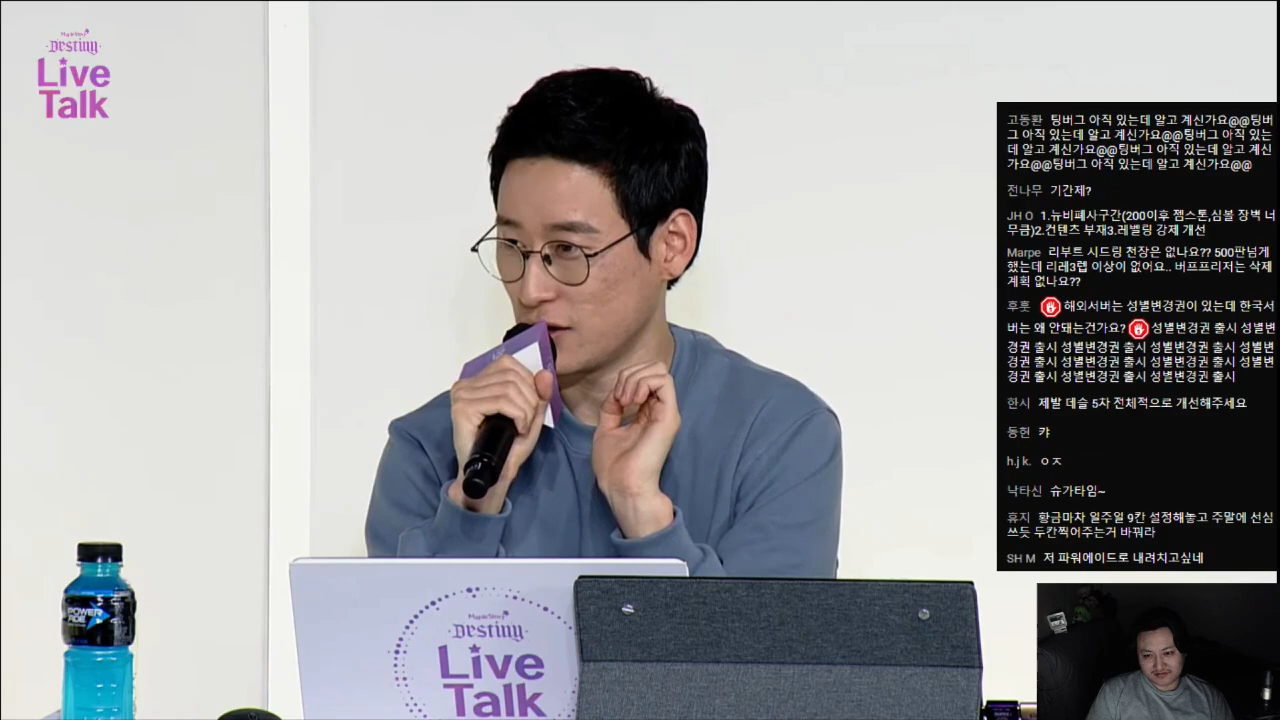 MapleStory
Destiny
Live
Talk
고동환 팅버그 아직 있는데 알고 계신가요@@팅버
그 아직 있는데 알고 계신가요@@팅버그 아직 있는
데 알고 계신가요@@팅버그 아직 있는데 알고 계신
가요@@팅버그 아직 있는데 알고 계신가요@@
전나무 기간제?
JH O 1.뉴비폐사구간(200이후 젬스톤,심볼 장벽 너
무큼)2.컨텐츠 부재3.레벨링 강제 개선
Marpe 리부트 시드링 천장은 없나요?? 500판넘게
했는데 리레3렙 이상이 없어요.. 버프프리저는 삭제
계획 없나요??
후훗 해외서버는 성별변경권이 있는데 한국서
버는 왜 안돼는건가요? 성별변경권 출시 성별변
경권 출시 성별변경권 출시 성별변경권 출시 성별변
경권 출시 성별변경권 출시 성별변경권 출시 성별변
경권 출시 성별변경권 출시 성별변경권 출시
한시 제발 데슬 5차 전체적으로 개선해주세요
동현 캬
h.j k. ㅇㅈ
낙타신 슈가타임~
휴지 황금마차 일주일 9칸 설정해놓고 주말에 선심
쓰듯 두칸찍어주는거 바꿔라
SH M 저 파워에이드로 내려치고싶네
POWER
ADE
MapleStory
Destiny
Live
Talk